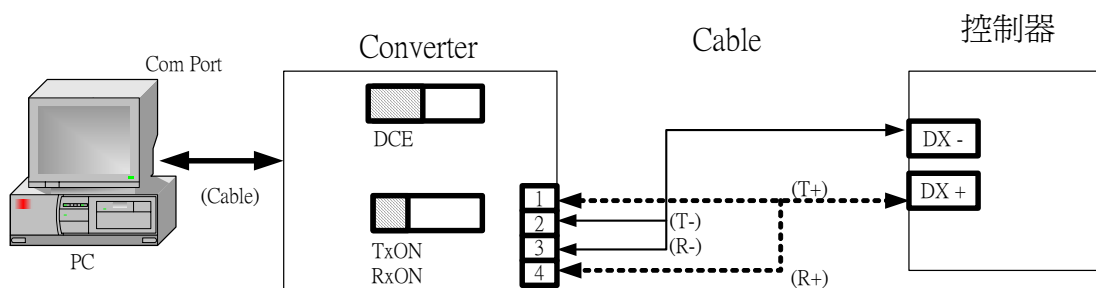 Com Port
Converter
Cable
控制器
DCE
DX -
(Cable)
1
(T+)
DX +
2
(T-)
TxON
3
(R-)
PC
RxON
4
(R+)